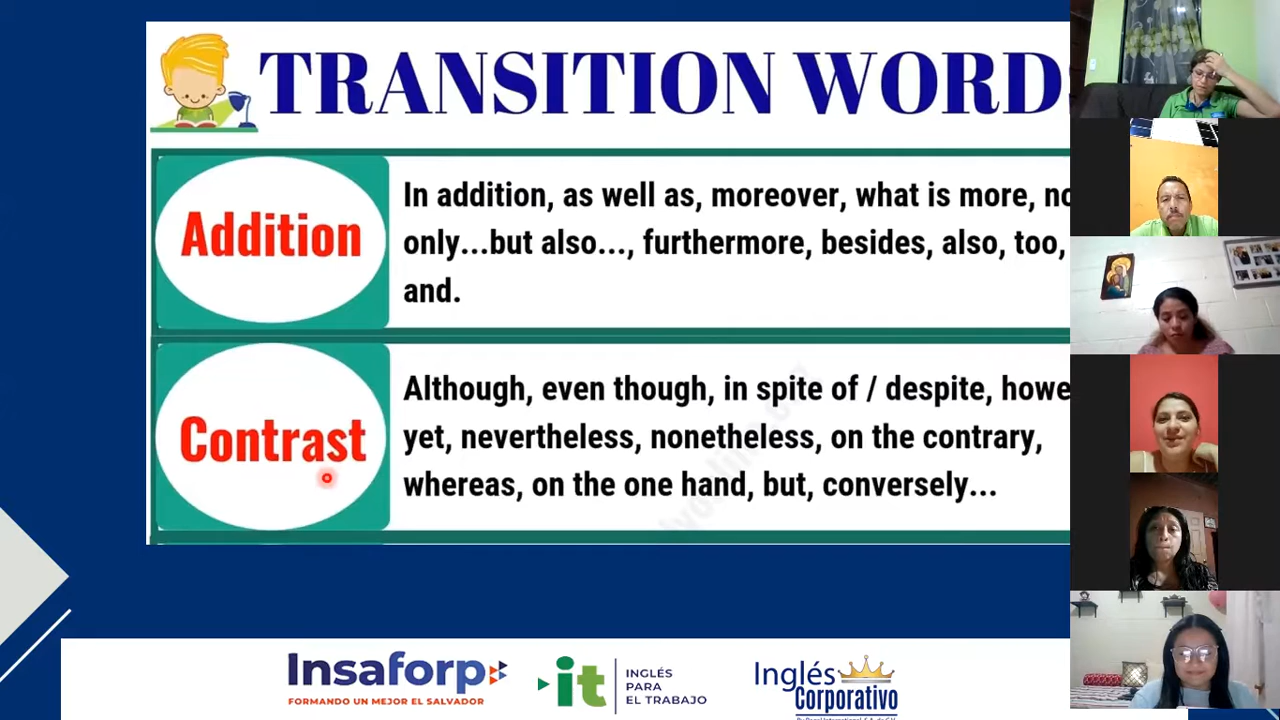 TRANSITION WORD
Addition
In addition, as well as, moreover, what is more,
only...but also..., furthermore, besides, also, too,
and.
Contrast
Although, even though, in spite of / despite,
yet, nevertheless, nonetheless, on the contrary,
whereas, on the one hand, but, conversely...
Insaforp
FORMANDO UN MEJOR EL SALVADOR
it
INGLÉS
PARA
EL TRABAJO
Inglés
Corporativo